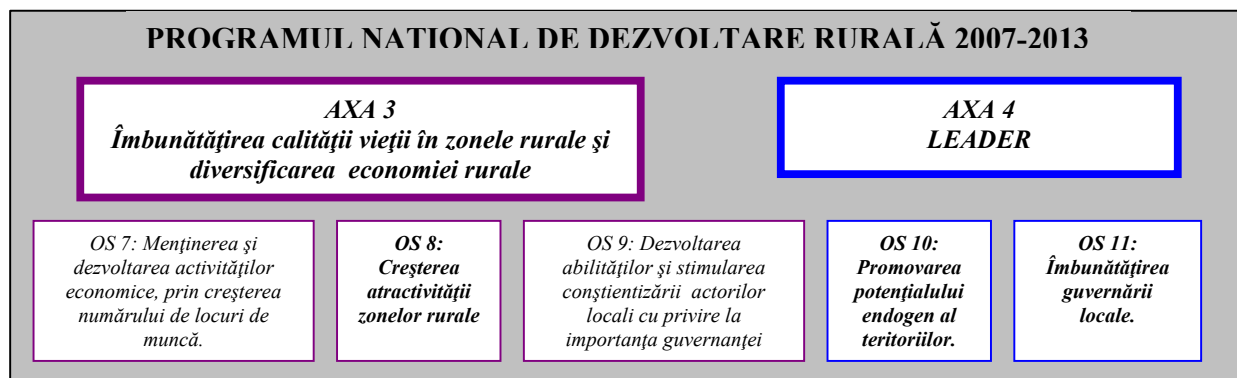 PROGRAMUL NAŢIONAL DE DEZVOLTARE RURALĂ 2007-2013
AXA 3
Îmbunătăţirea calităţii vieţii în zonele rurale şi
diversificarea economiei rurale
AXA 4
LEADER
OS 7: Menţinerea şi
dezvoltarea activităţilor
economice, prin creşterea
numărului de locuri de
muncă.
OS 8:
Creşterea
atractivităţii
zonelor rurale
OS 9: Dezvoltarea
abilităţilor şi stimularea
conştientizării actorilor
locali cu privire la
importanţa guvernanţei
OS 10:
Promovarea
potenţialului
endogen al
teritoriilor.
OS 11:
Îmbunătăţirea
guvernării
locale.